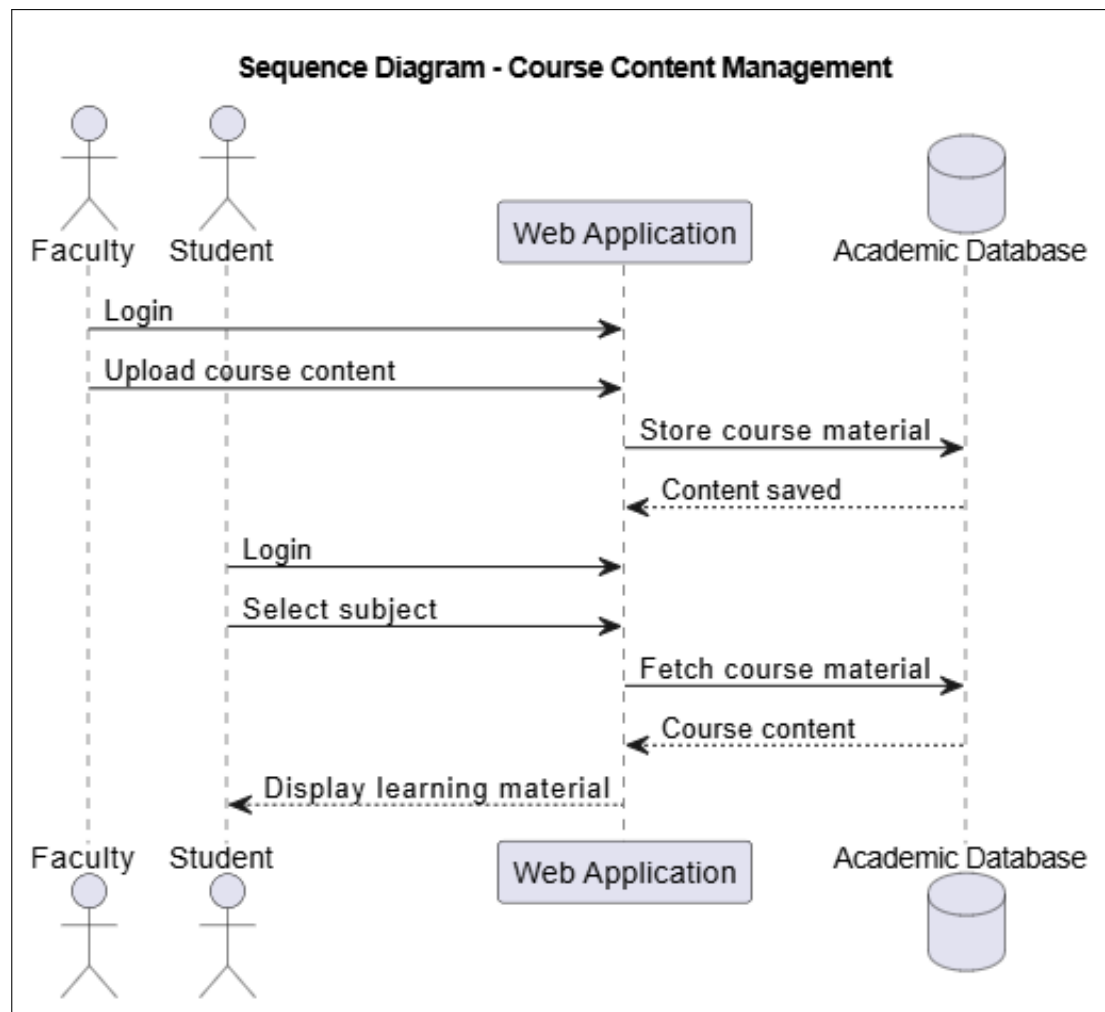 Sequence Diagram - Course Content Management
Faculty
Student
Web Application
Academic Database
Login
Upload course content
Store course material
Content saved
Login
Select subject
Fetch course material
Course content
Display learning material
Faculty
Student
Web Application
Academic Database